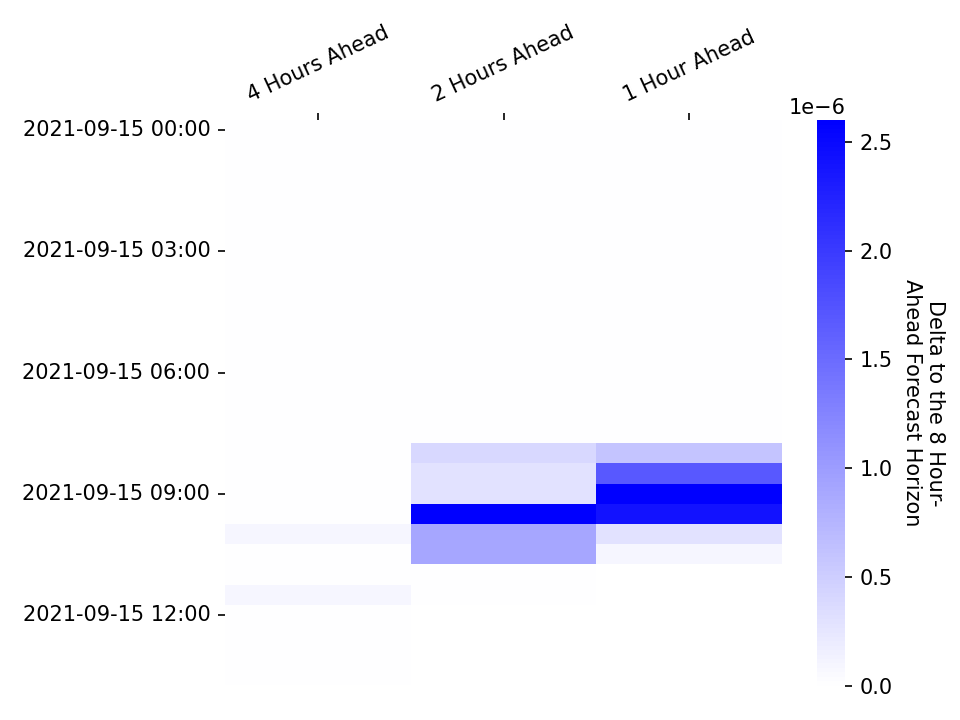 4 Hours Ahead
2 Hours Ahead
1 Hour Ahead
1e−6
2021-09-15 00:00
2021-09-15 03:00
2021-09-15 06:00
2021-09-15 09:00
2021-09-15 12:00
2.5
2.0
1.5
1.0
0.5
0.0
Delta to the 8 Hour-
Ahead Forecast Horizon